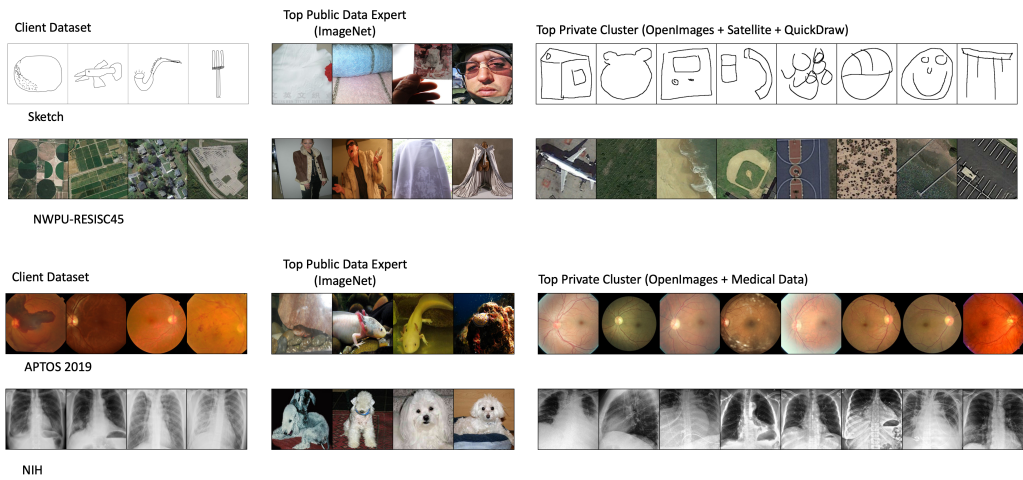 Client Dataset
Top Public Data Expert
(ImageNet)
Top Private Cluster (OpenImages + Satellite + QuickDraw)
Sketch
NWPU-RESISC45
Client Dataset
Top Public Data Expert
(ImageNet)
Top Private Cluster (OpenImages + Medical Data)
APTOS 2019
NIH